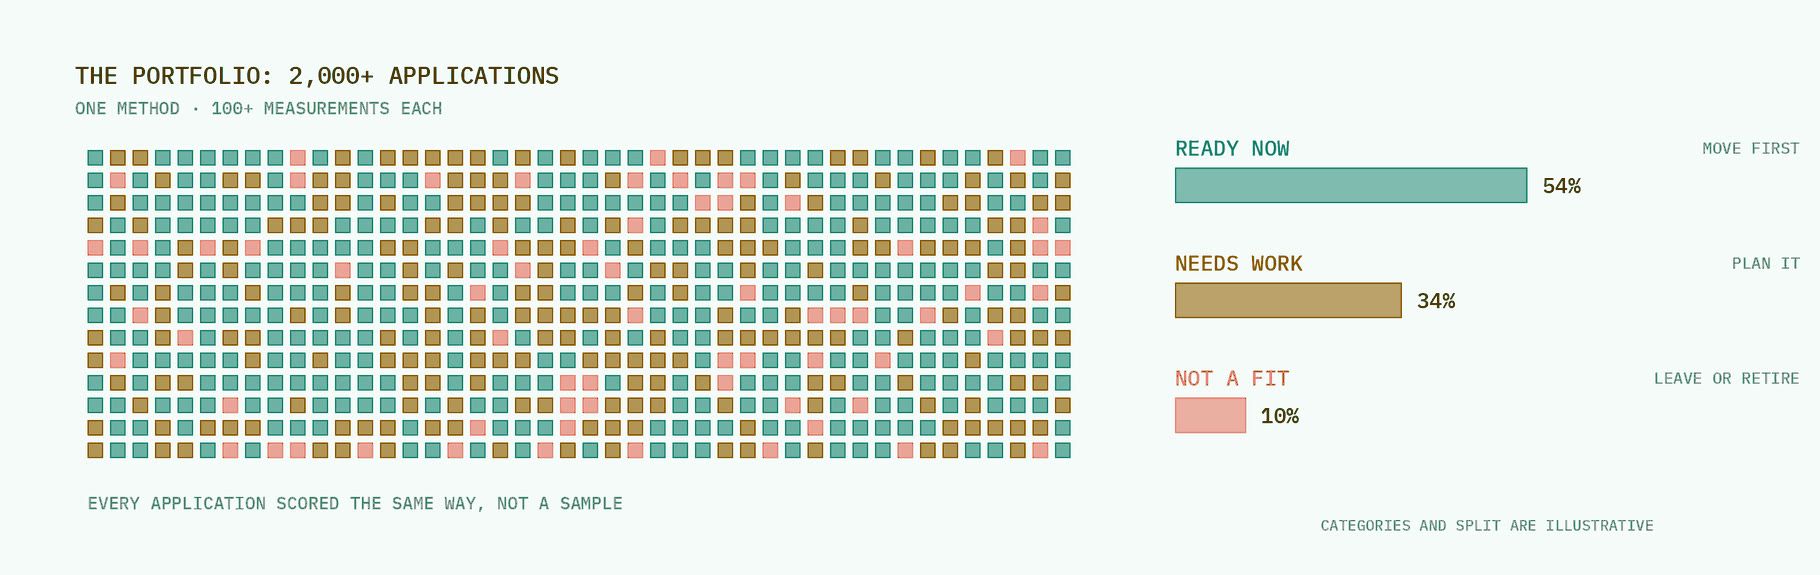 THE PORTFOLIO: 2,000+ APPLICATIONS
ONE METHOD · 100+ MEASUREMENTS EACH
READY NOW
MOVE FIRST
54%
NEEDS WORK
PLAN IT
34%
NOT A FIT
LEAVE OR RETIRE
10%
EVERY APPLICATION SCORED THE SAME WAY, NOT A SAMPLE
CATEGORIES AND SPLIT ARE ILLUSTRATIVE